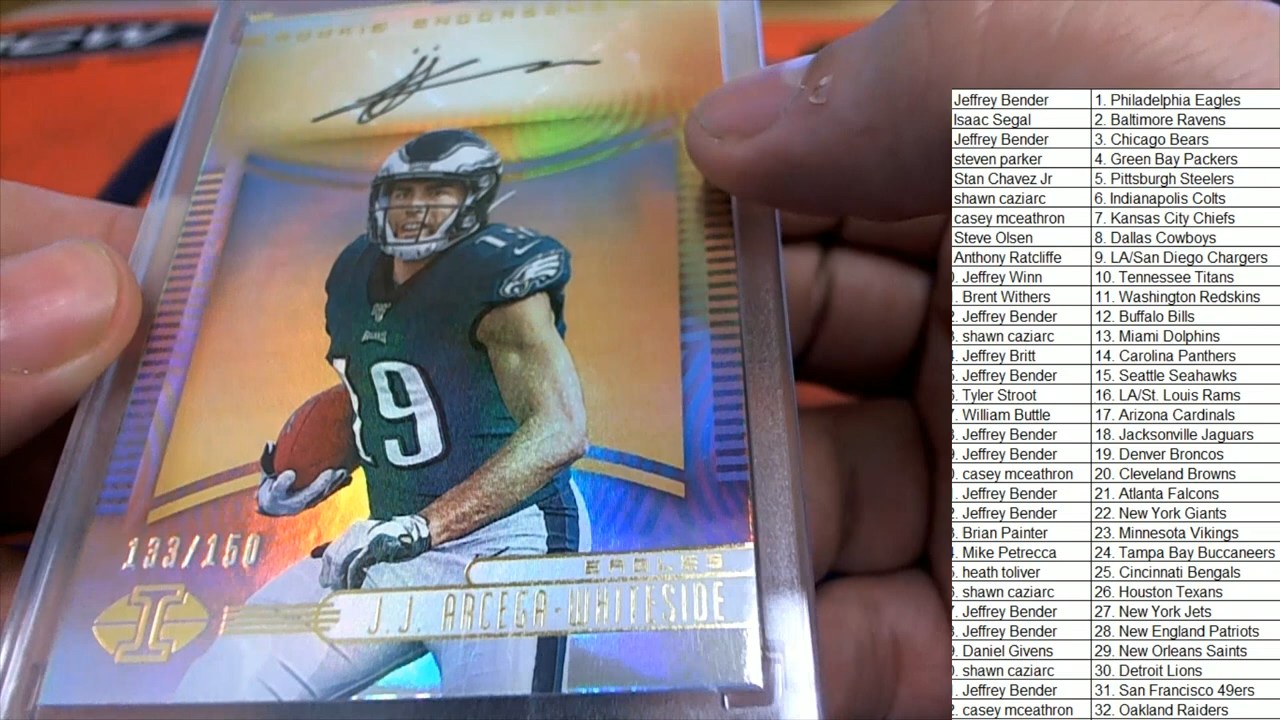 ROOKIE ENDORSEMENTS
19
19
133/150
EAGLES
I
J.J. ARCEGA-WHITESIDE
Jeffrey Bender 1. Philadelphia Eagles
Isaac Segal 2. Baltimore Ravens
Jeffrey Bender 3. Chicago Bears
steven parker 4. Green Bay Packers
Stan Chavez Jr 5. Pittsburgh Steelers
shawn caziarc 6. Indianapolis Colts
casey mceathron 7. Kansas City Chiefs
Steve Olsen 8. Dallas Cowboys
Anthony Ratcliffe 9. LA/San Diego Chargers
. Jeffrey Winn 10. Tennessee Titans
. Brent Withers 11. Washington Redskins
. Jeffrey Bender 12. Buffalo Bills
. shawn caziarc 13. Miami Dolphins
. Jeffrey Britt 14. Carolina Panthers
. Jeffrey Bender 15. Seattle Seahawks
. Tyler Stroot 16. LA/St. Louis Rams
. William Buttle 17. Arizona Cardinals
. Jeffrey Bender 18. Jacksonville Jaguars
. Jeffrey Bender 19. Denver Broncos
. casey mceathron 20. Cleveland Browns
. Jeffrey Bender 21. Atlanta Falcons
. Jeffrey Bender 22. New York Giants
. Brian Painter 23. Minnesota Vikings
. Mike Petrecca 24. Tampa Bay Buccaneers
. heath toliver 25. Cincinnati Bengals
. shawn caziarc 26. Houston Texans
. Jeffrey Bender 27. New York Jets
. Jeffrey Bender 28. New England Patriots
. Daniel Givens 29. New Orleans Saints
. shawn caziarc 30. Detroit Lions
. Jeffrey Bender 31. San Francisco 49ers
. casey mceathron 32. Oakland Raiders